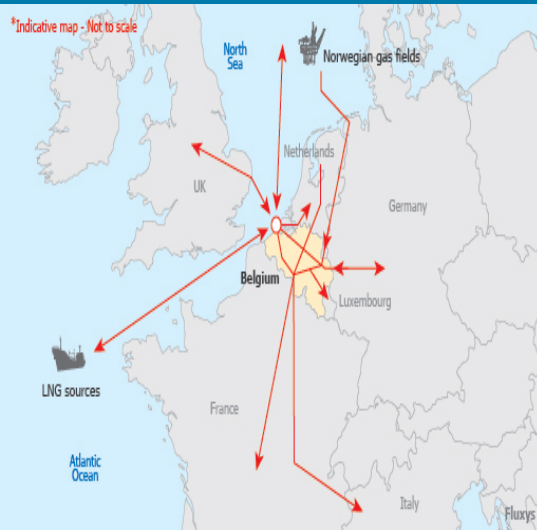 *Indicative map - Not to scale
North
Sea
Norwegian gas fields
Netherlands
UK
Germany
Belgium
Luxembourg
LNG sources
France
Atlantic
Ocean
Italy
Fluxys